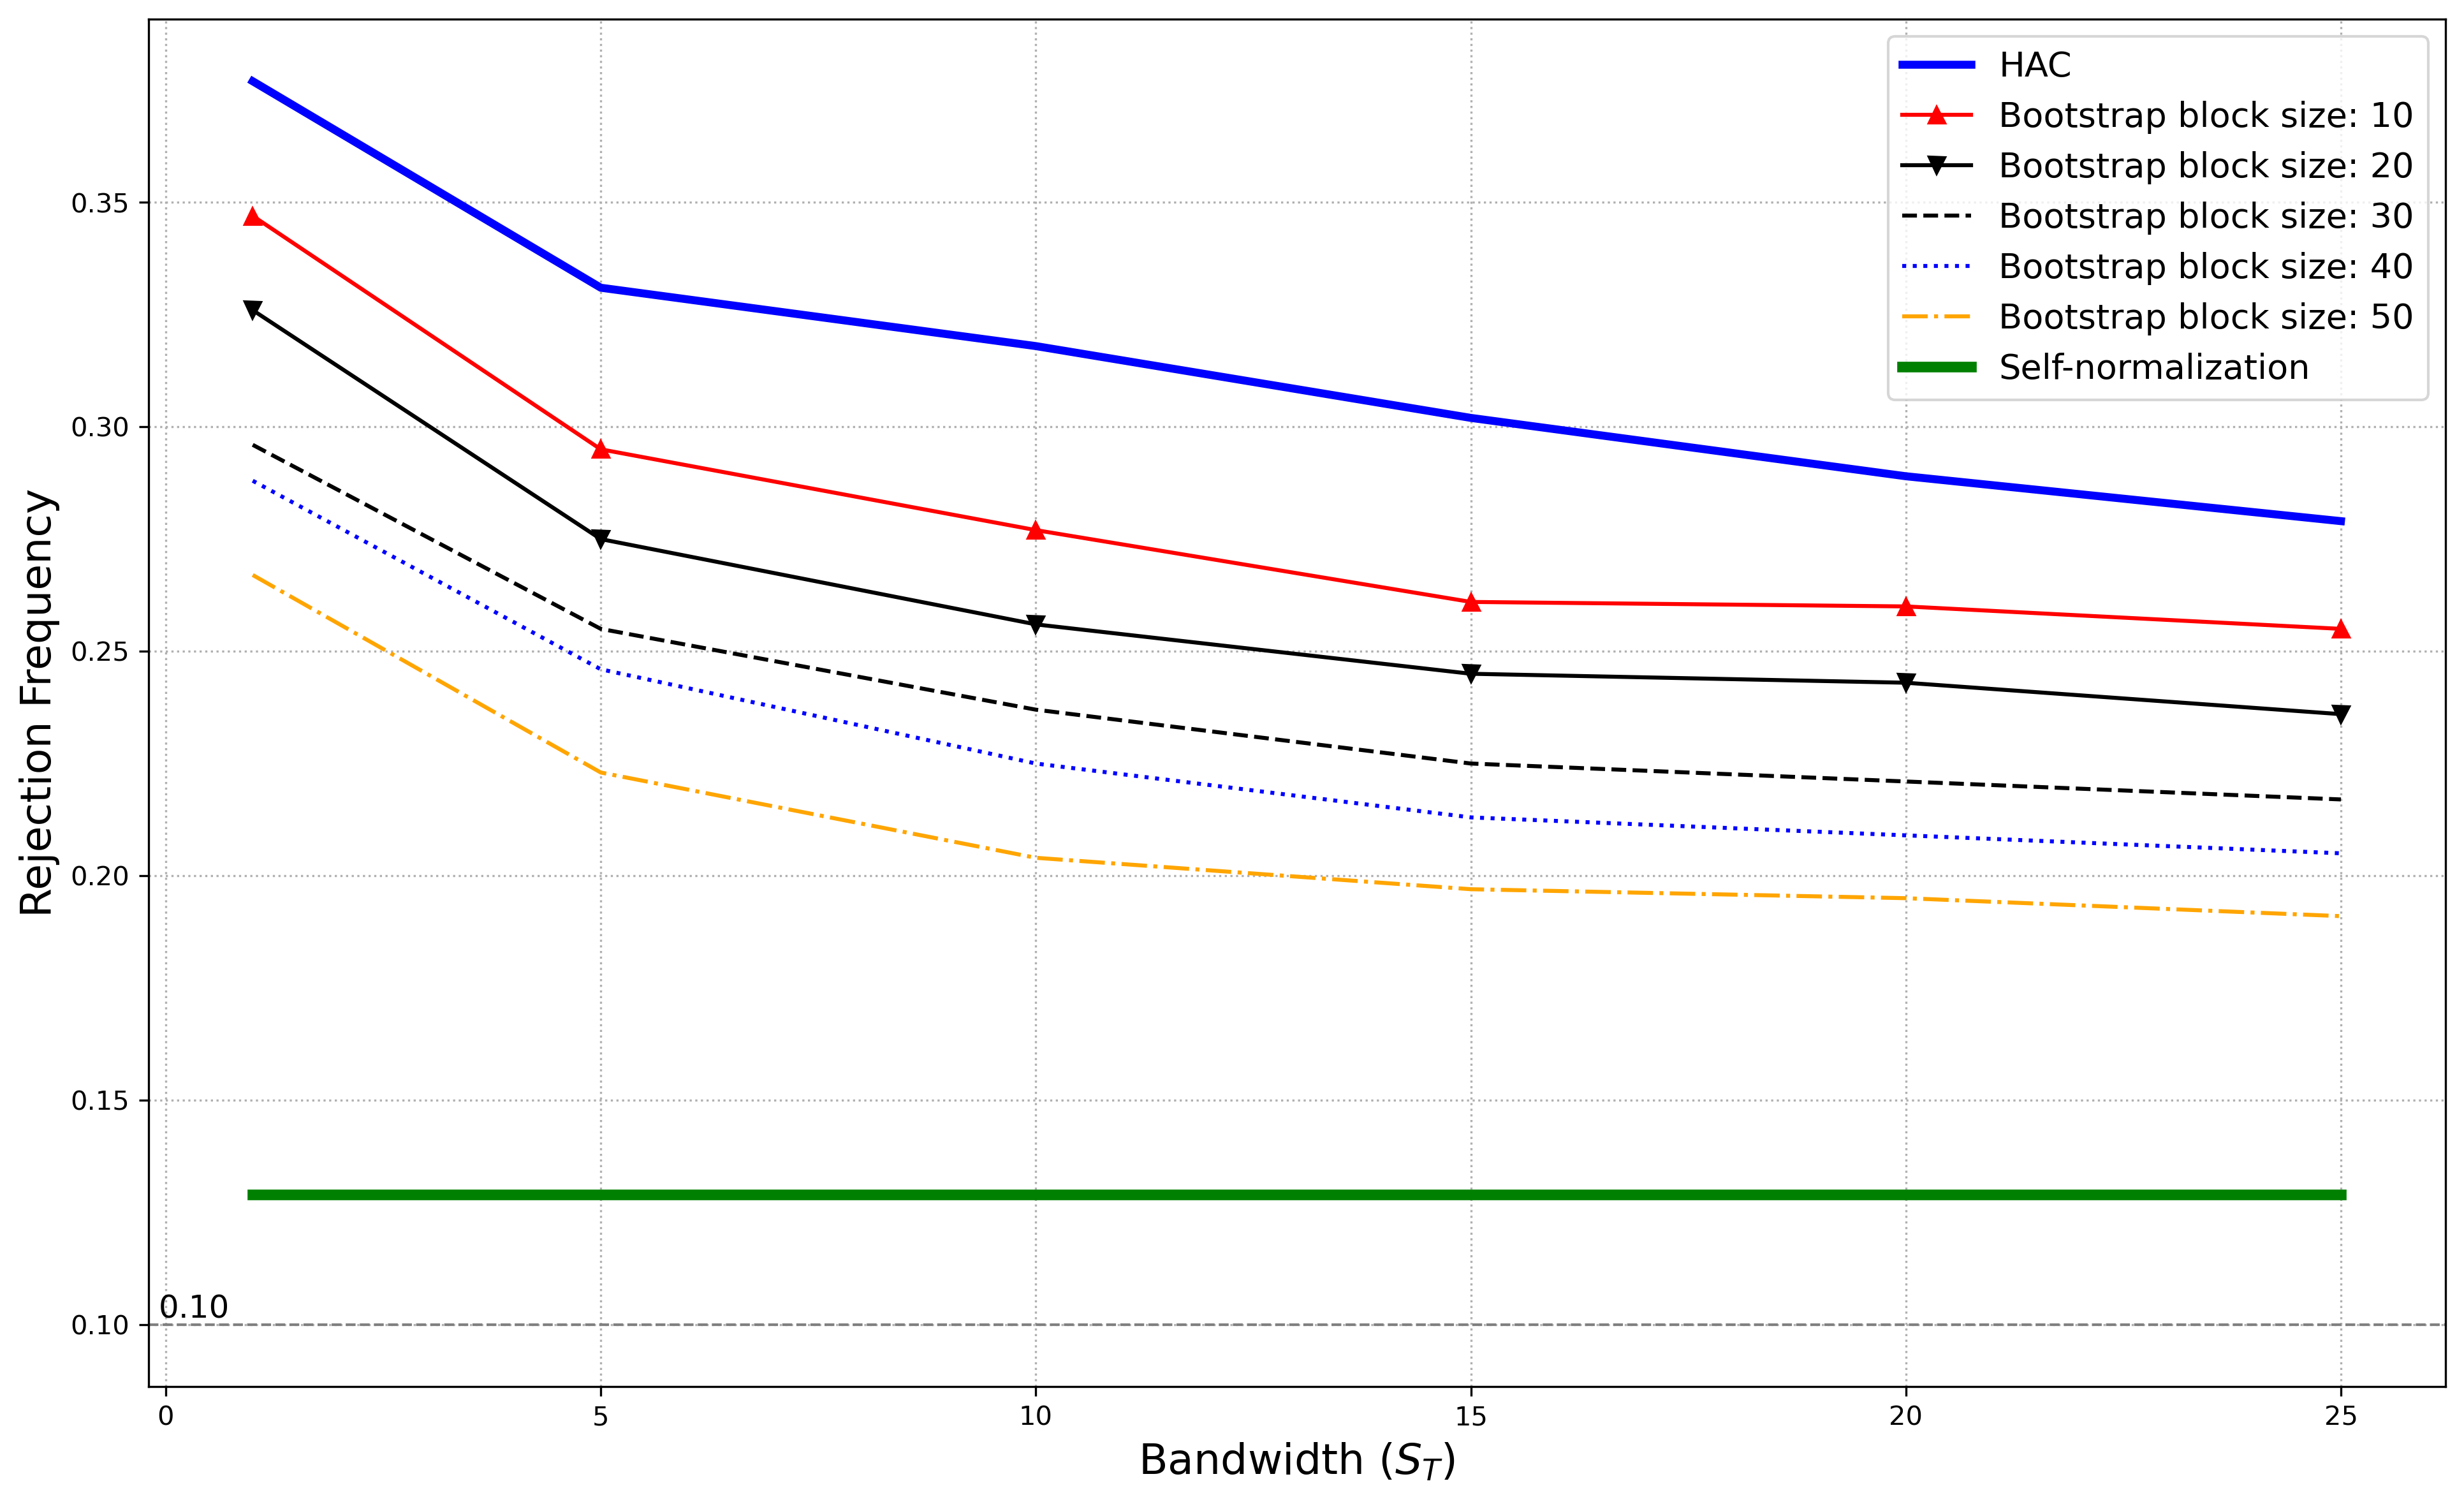 HAC
Bootstrap block size: 10
Bootstrap block size: 20
Bootstrap block size: 30
Bootstrap block size: 40
Bootstrap block size: 50
Self-normalization
Rejection Frequency
0.35
0.30
0.25
0.20
0.15
0.10
0.10
0 5 10 15 20 25
Bandwidth (S_T)